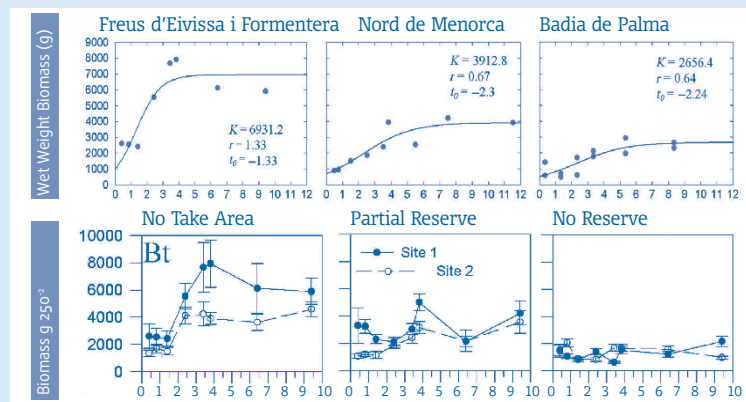 Freus d'Eivissa i Formentera Nord de Menorca Badia de Palma
Wet Weight Biomass (g)
9000
8000
7000
6000
5000
4000
3000
2000
1000
0
K = 6931.2
r = 1.33
t0 = −1.33
0 1 2 3 4 5 6 7 8 9 10 11 12
K = 3912.8
r = 0.67
t0 = −2.3
0 1 2 3 4 5 6 7 8 9 10 11 12
K = 2656.4
r = 0.64
t0 = −2.24
0 1 2 3 4 5 6 7 8 9 10 11 12
No Take Area Partial Reserve No Reserve
Biomass g 250⁻²
10000
8000
6000
4000
2000
0
Bt
0 1 2 3 4 5 6 7 8 9 10
Site 1
Site 2
0 1 2 3 4 5 6 7 8 9 10
0 1 2 3 4 5 6 7 8 9 10